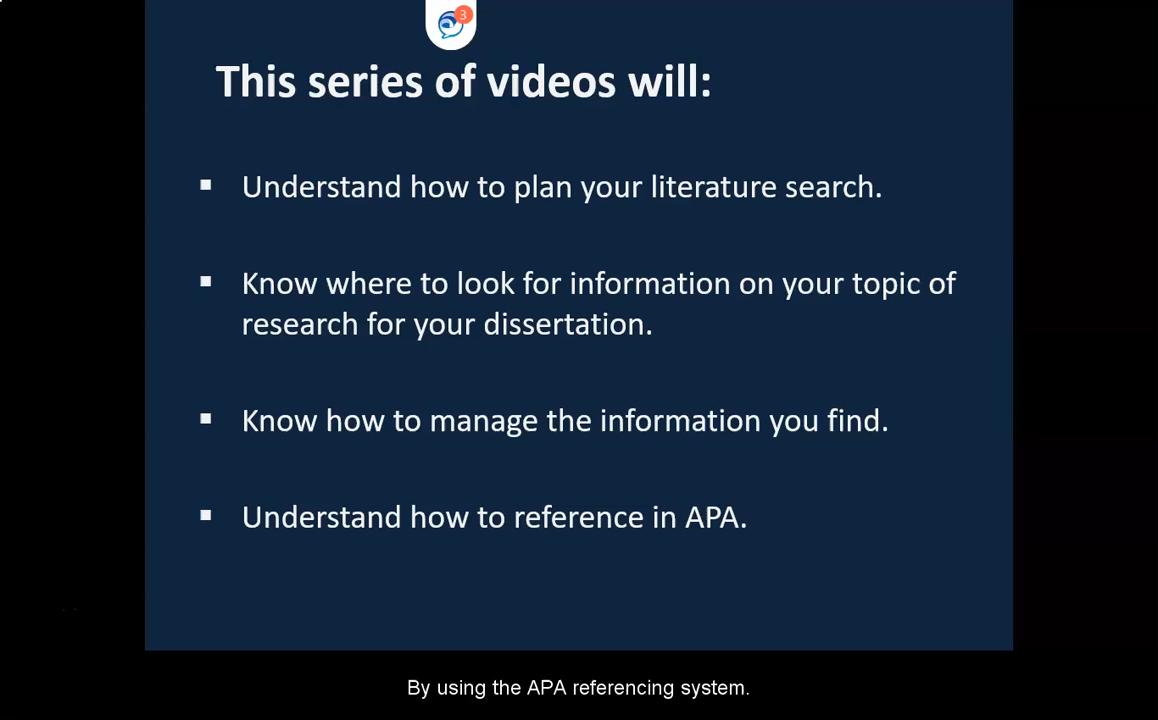 3
This series of videos will:
▪ Understand how to plan your literature search.
▪ Know where to look for information on your topic of
research for your dissertation.
▪ Know how to manage the information you find.
▪ Understand how to reference in APA.
By using the APA referencing system.